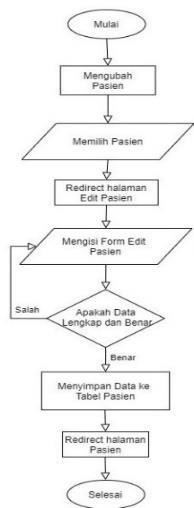 Mulai
Mengubah
Pasien
Memilih Pasien
Redirect halaman
Edit Pasien
Mengisi Form Edit
Pasien
Salah
Apakah Data
Lengkap dan Benar
Benar
Menyimpan Data ke
Tabel Pasien
Redirect halaman
Pasien
Selesai